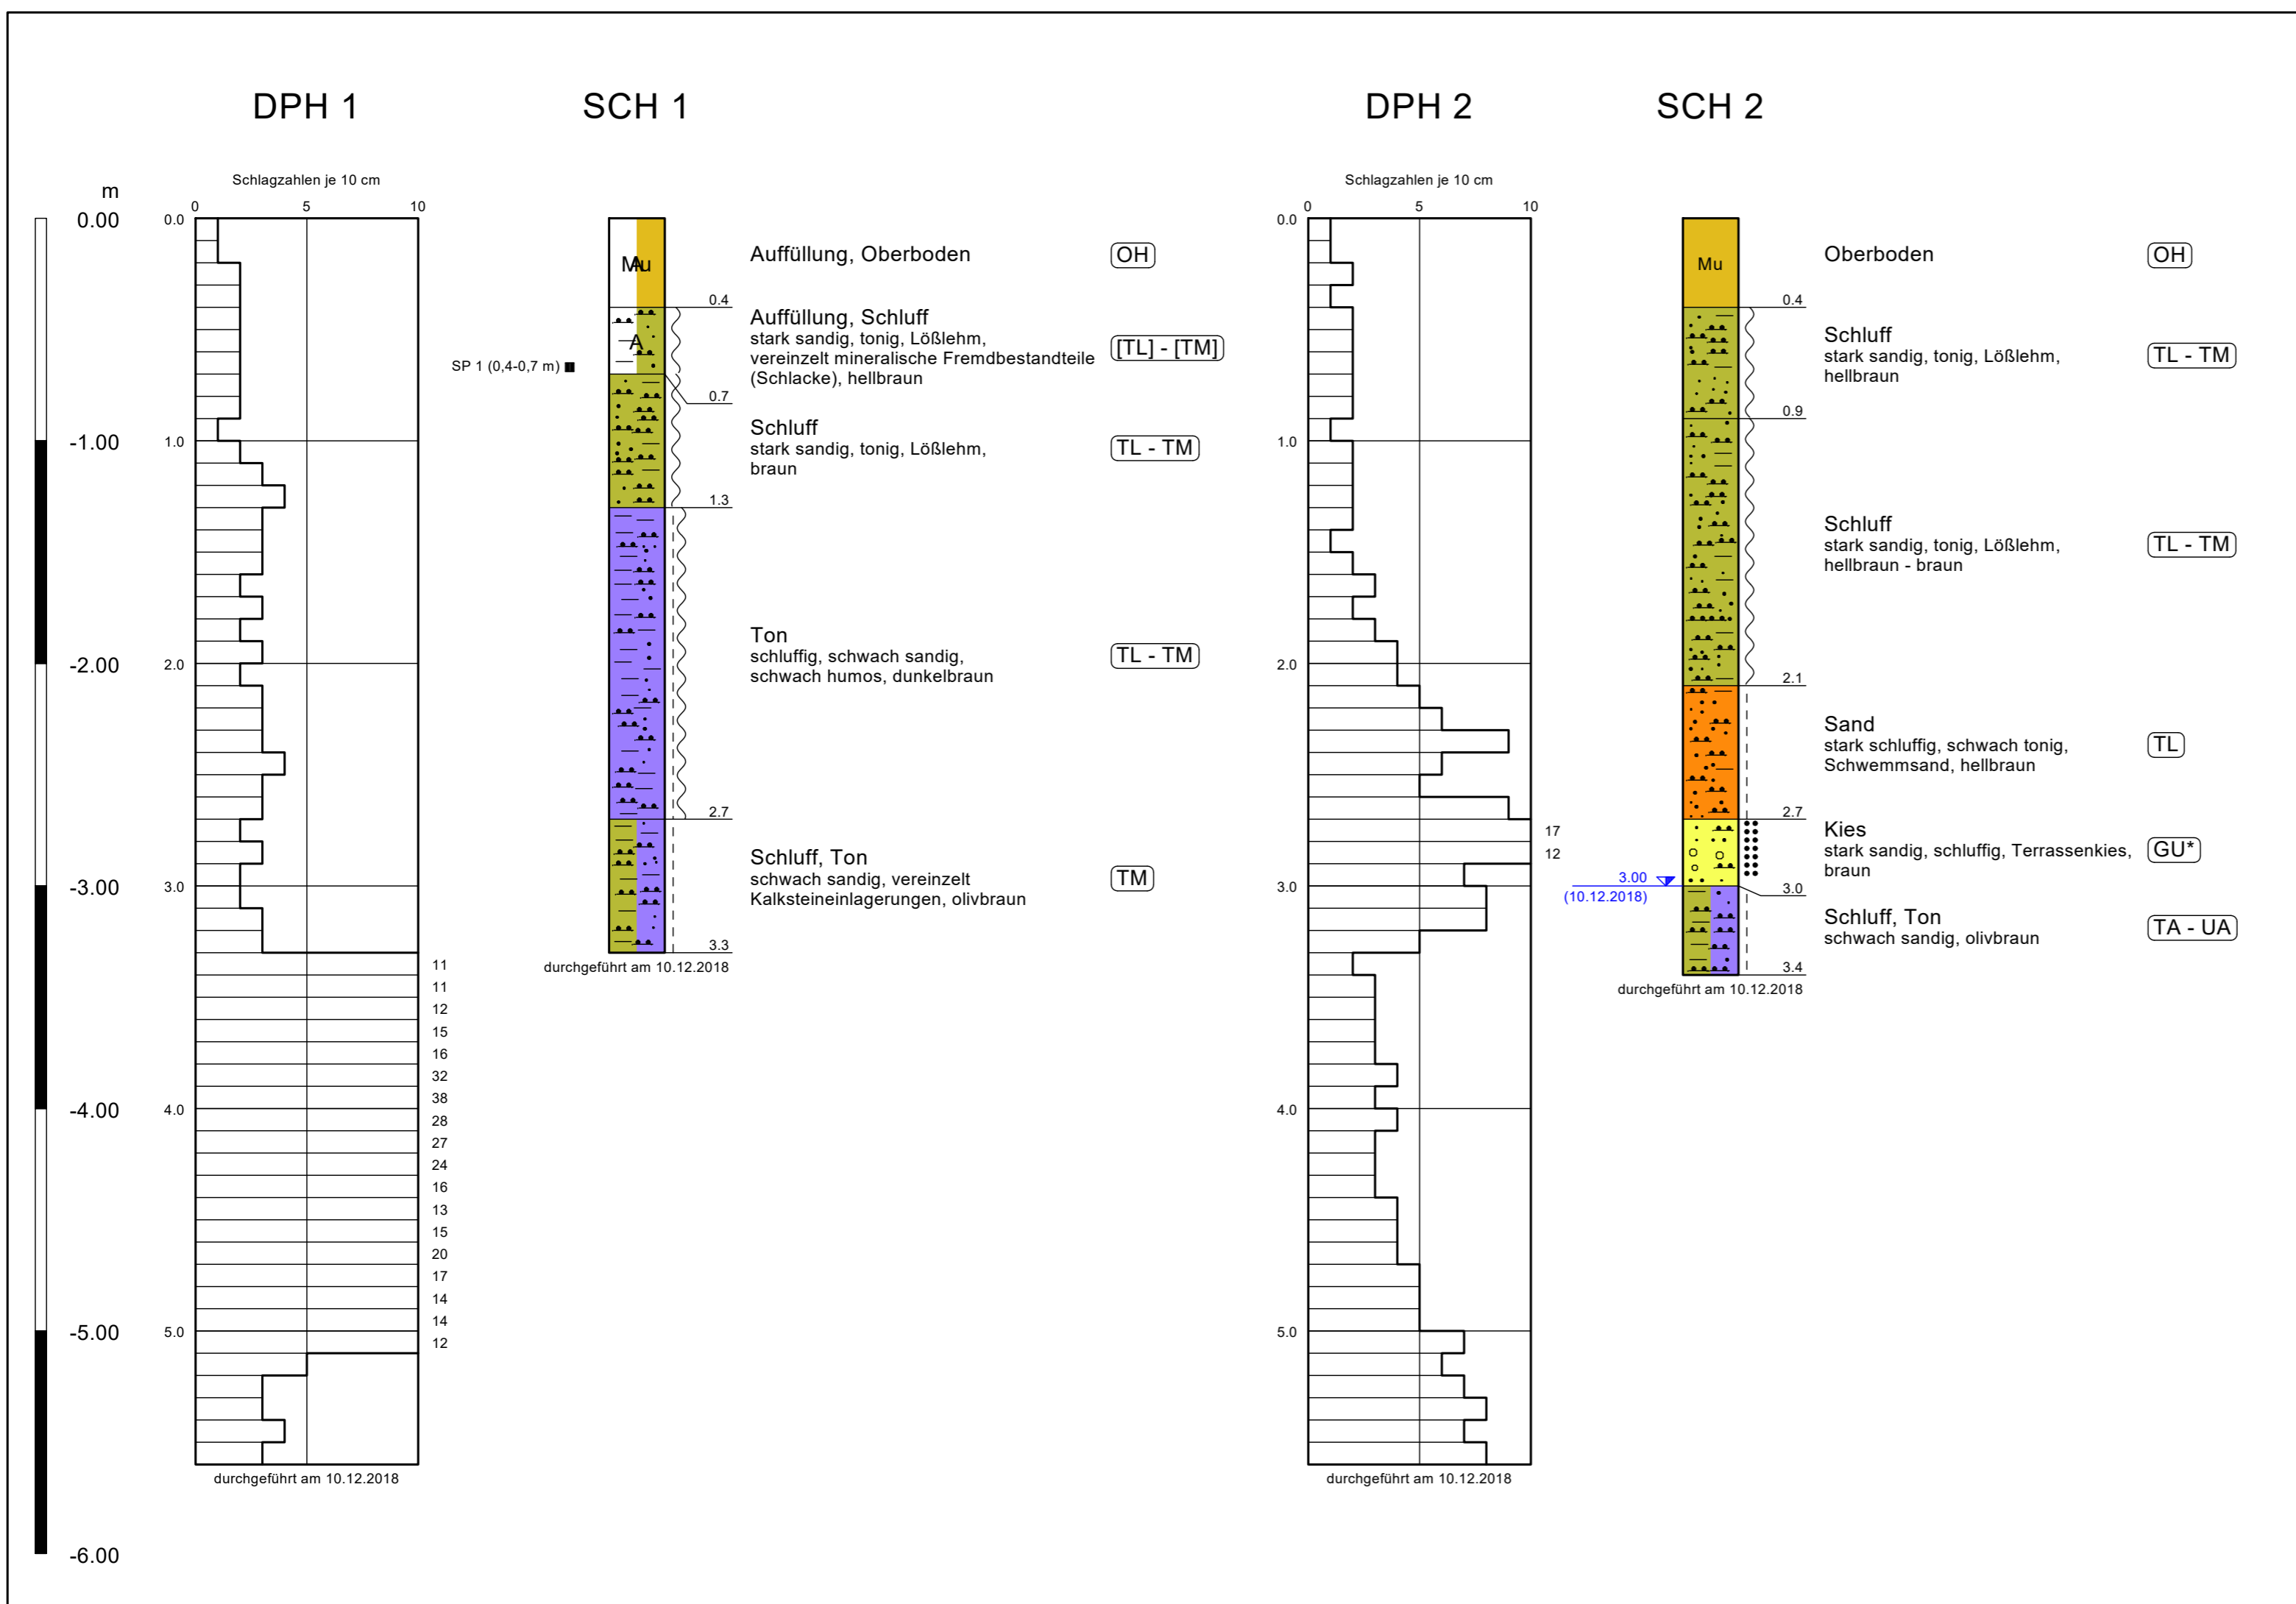 DPH 1
SCH 1
DPH 2
SCH 2
m
0.00
-1.00
-2.00
-3.00
-4.00
-5.00
-6.00
Schlagzahlen je 10 cm
0 5 10
0.0
1.0
2.0
3.0
4.0
5.0
11
11
12
15
16
32
38
28
27
24
16
13
15
20
17
14
14
12
durchgeführt am 10.12.2018
SP 1 (0,4-0,7 m)
Mu
A
Auffüllung, Oberboden
OH
0.4
A
Auffüllung, Schluff
stark sandig, tonig, Lößlehm,
vereinzelt mineralische Fremdbestandteile
(Schlacke), hellbraun
[TL] - [TM]
0.7
Schluff
stark sandig, tonig, Lößlehm,
braun
TL - TM
1.3
Ton
schluffig, schwach sandig,
schwach humos, dunkelbraun
TL - TM
2.7
Schluff, Ton
schwach sandig, vereinzelt
Kalksteineinlagerungen, olivbraun
TM
3.3
durchgeführt am 10.12.2018
Schlagzahlen je 10 cm
0 5 10
0.0
1.0
2.0
3.0
4.0
5.0
17
12
durchgeführt am 10.12.2018
Mu
Oberboden
OH
0.4
Schluff
stark sandig, tonig, Lößlehm,
hellbraun
TL - TM
0.9
Schluff
stark sandig, tonig, Lößlehm,
hellbraun - braun
TL - TM
2.1
Sand
stark schluffig, schwach tonig,
Schwemmsand, hellbraun
TL
2.7
Kies
stark sandig, schluffig, Terrassenkies,
braun
GU*
3.00
(10.12.2018)
3.0
Schluff, Ton
schwach sandig, olivbraun
TA - UA
3.4
durchgeführt am 10.12.2018